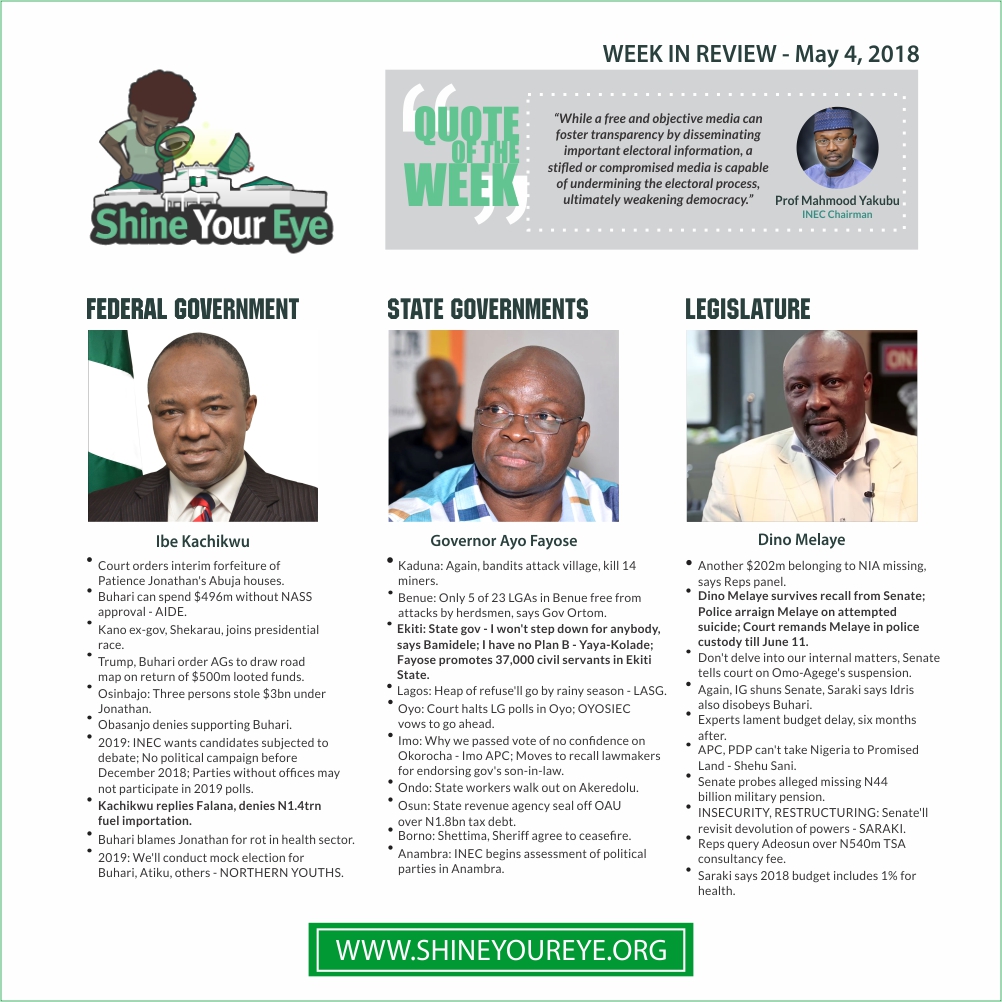 WEEK IN REVIEW - May 4, 2018
Shine Your Eye
QUOTE
OF THE
WEEK
“While a free and objective media can
foster transparency by disseminating
important electoral information, a
stifled or compromised media is capable
of undermining the electoral process,
ultimately weakening democracy.”
Prof Mahmood Yakubu
INEC Chairman
FEDERAL GOVERNMENT
Ibe Kachikwu
• Court orders interim forfeiture of
Patience Jonathan's Abuja houses.
• Buhari can spend $496m without NASS
approval - AIDE.
• Kano ex-gov, Shekarau, joins presidential
race.
• Trump, Buhari order AGs to draw road
map on return of $500m looted funds.
• Osinbajo: Three persons stole $3bn under
Jonathan.
• Obasanjo denies supporting Buhari.
• 2019: INEC wants candidates subjected to
debate; No political campaign before
December 2018; Parties without offices may
not participate in 2019 polls.
• Kachikwu replies Falana, denies N1.4trn
fuel importation.
• Buhari blames Jonathan for rot in health sector.
• 2019: We'll conduct mock election for
Buhari, Atiku, others - NORTHERN YOUTHS.
STATE GOVERNMENTS
Governor Ayo Fayose
• Kaduna: Again, bandits attack village, kill 14
miners.
• Benue: Only 5 of 23 LGAs in Benue free from
attacks by herdsmen, says Gov Ortom.
• Ekiti: State gov - I won't step down for anybody,
says Bamidele; I have no Plan B - Yaya-Kolade;
Fayose promotes 37,000 civil servants in Ekiti
State.
• Lagos: Heap of refuse'll go by rainy season - LASG.
• Oyo: Court halts LG polls in Oyo; OYOSIEC
vows to go ahead.
• Imo: Why we passed vote of no confidence on
Okorocha - Imo APC; Moves to recall lawmakers
for endorsing gov's son-in-law.
• Ondo: State workers walk out on Akeredolu.
• Osun: State revenue agency seal off OAU
over N1.8bn tax debt.
• Borno: Shettima, Sheriff agree to ceasefire.
• Anambra: INEC begins assessment of political
parties in Anambra.
LEGISLATURE
ON
Dino Melaye
• Another $202m belonging to NIA missing,
says Reps panel.
• Dino Melaye survives recall from Senate;
Police arraign Melaye on attempted
suicide; Court remands Melaye in police
custody till June 11.
• Don't delve into our internal matters, Senate
tells court on Omo-Agege's suspension.
• Again, IG shuns Senate, Saraki says Idris
also disobeys Buhari.
• Experts lament budget delay, six months
after.
• APC, PDP can't take Nigeria to Promised
Land - Shehu Sani.
• Senate probes alleged missing N44
billion military pension.
• INSECURITY, RESTRUCTURING: Senate'll
revisit devolution of powers - SARAKI.
• Reps query Adeosun over N540m TSA
consultancy fee.
• Saraki says 2018 budget includes 1% for
health.
WWW.SHINEYOUREYE.ORG